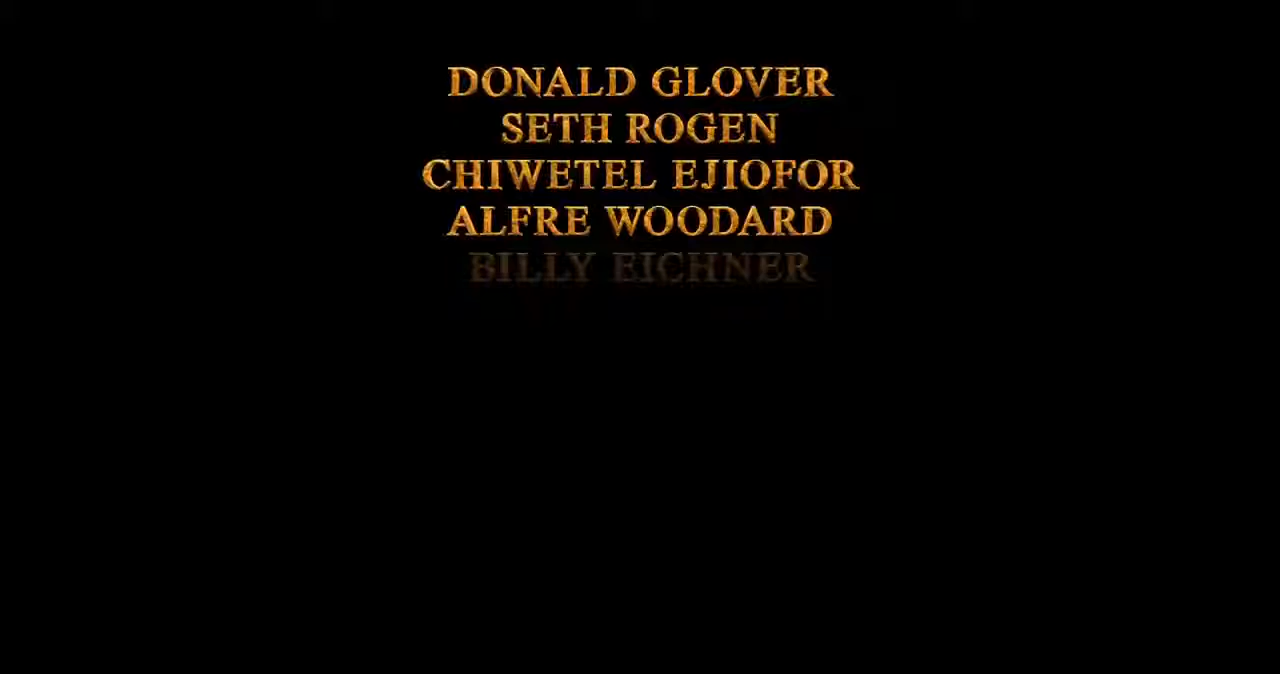 DONALD GLOVER
SETH ROGEN
CHIWETEL EJIOFOR
ALFRE WOODARD
BILLY EICHNER